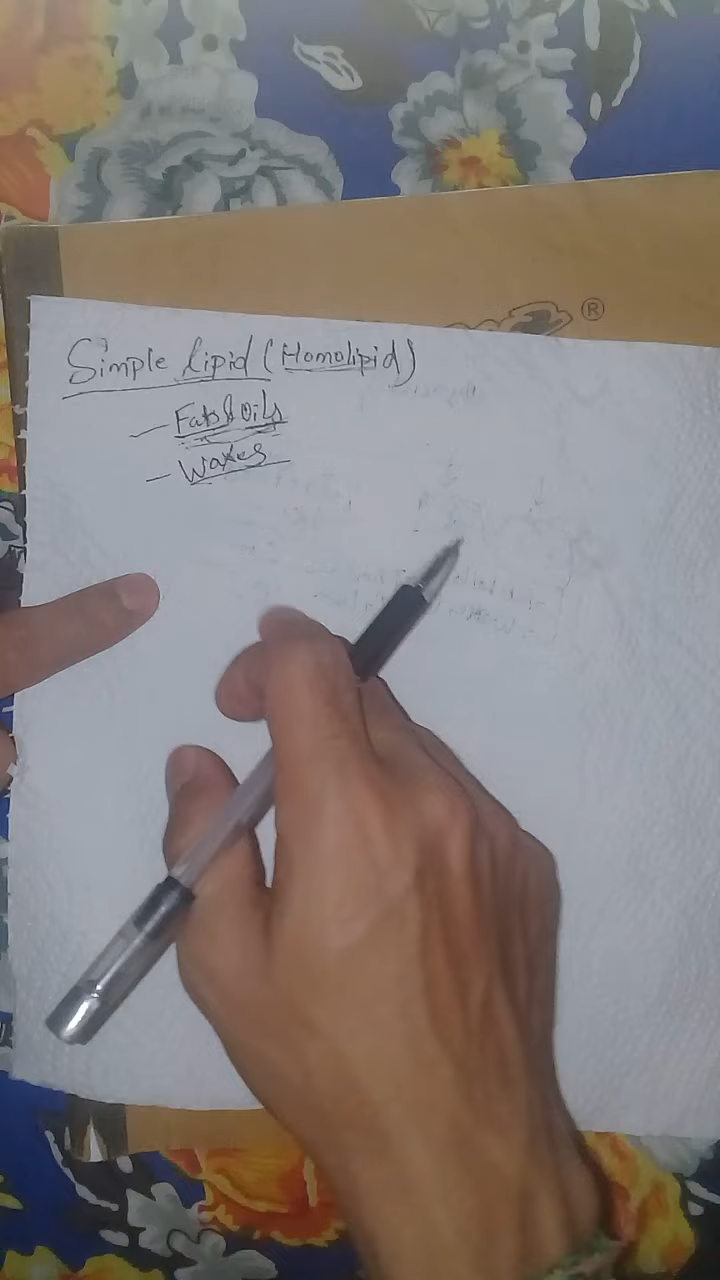 Simple Lipid (Homolipid)
— Fats & Oils
— Waxes
®